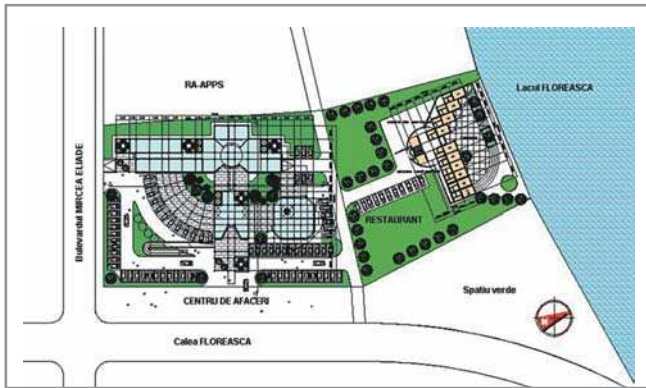 RA-APPS
Lacul FLOREASCA
Bulevardul MIRCEA ELIADE
RESTAURANT
CENTRU DE AFACERI
Spatiu verde
Calea FLOREASCA